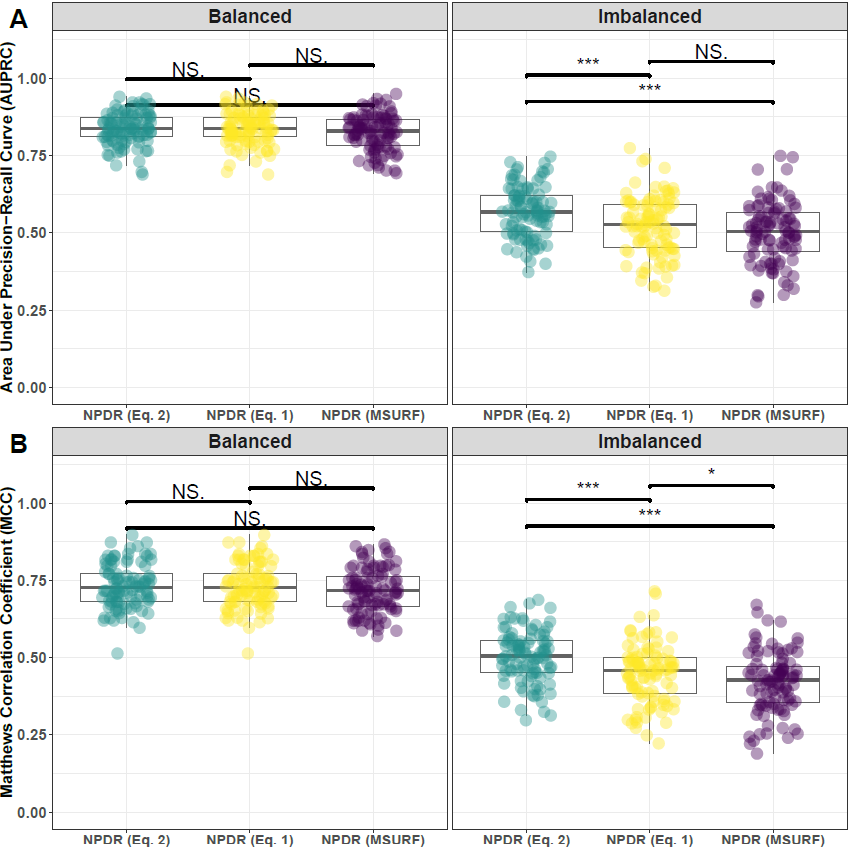 A
Balanced
Imbalanced
Area Under Precision−Recall Curve (AUPRC)
1.00
0.75
0.50
0.25
0.00
NS.
NS.
NS.
***
NS.
***
NPDR (Eq. 2)
NPDR (Eq. 1)
NPDR (MSURF)
NPDR (Eq. 2)
NPDR (Eq. 1)
NPDR (MSURF)
B
Balanced
Imbalanced
Matthews Correlation Coefficient (MCC)
1.00
0.75
0.50
0.25
0.00
NS.
NS.
NS.
***
*
***
NPDR (Eq. 2)
NPDR (Eq. 1)
NPDR (MSURF)
NPDR (Eq. 2)
NPDR (Eq. 1)
NPDR (MSURF)